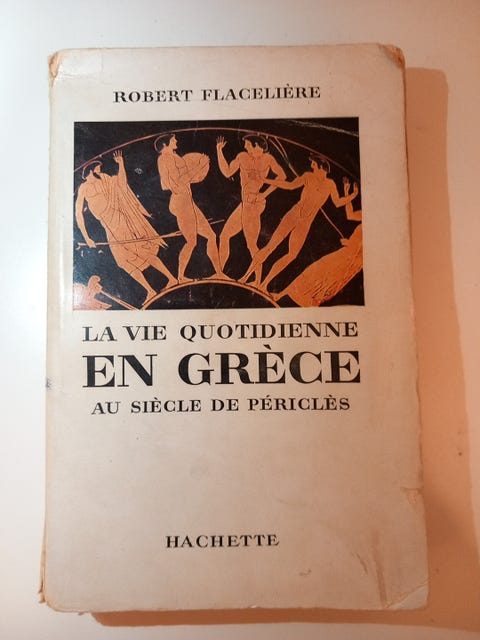 ROBERT FLACELIÈRE
LA VIE QUOTIDIENNE
EN GRÈCE
AU SIÈCLE DE PÉRICLÈS
HACHETTE